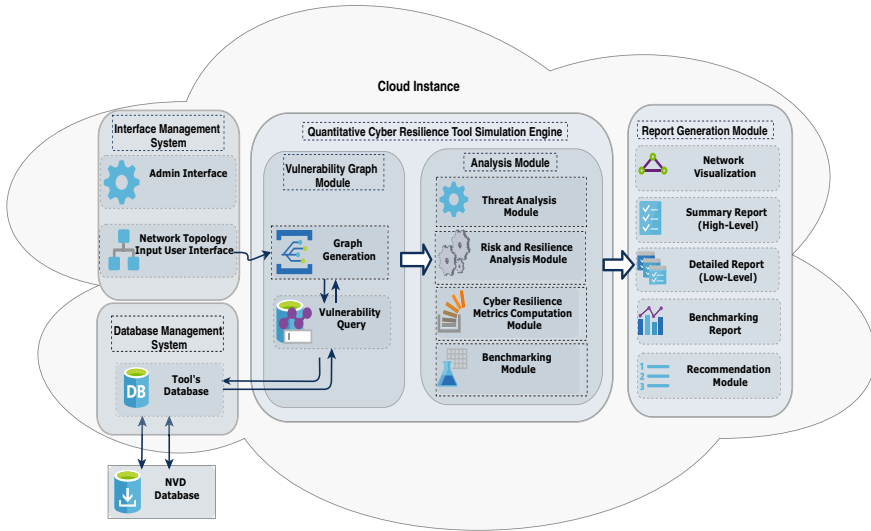 Cloud Instance
Interface Management
System
Admin Interface
Network Topology
Input User Interface
Database Management
System
DB
Tool's
Database
NVD
Database
Quantitative Cyber Resilience Tool Simulation Engine
Vulnerability Graph
Module
Graph
Generation
Vulnerability
Query
Analysis Module
Threat Analysis
Module
Risk and Resilience
Analysis Module
Cyber Resilience
Metrics Computation
Module
Benchmarking
Module
Report Generation Module
Network
Visualization
Summary Report
(High-Level)
Detailed Report
(Low-Level)
Benchmarking
Report
1
2
3
Recommendation
Module